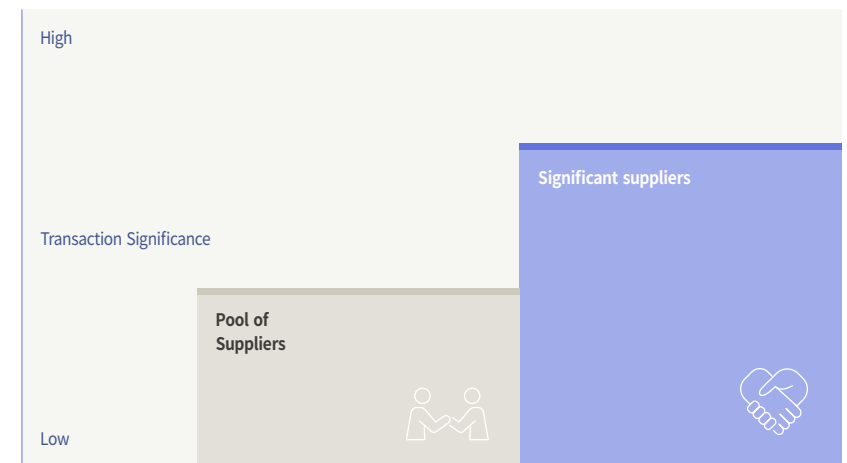 High
Significant suppliers
Transaction Significance
Pool of
Suppliers
Low